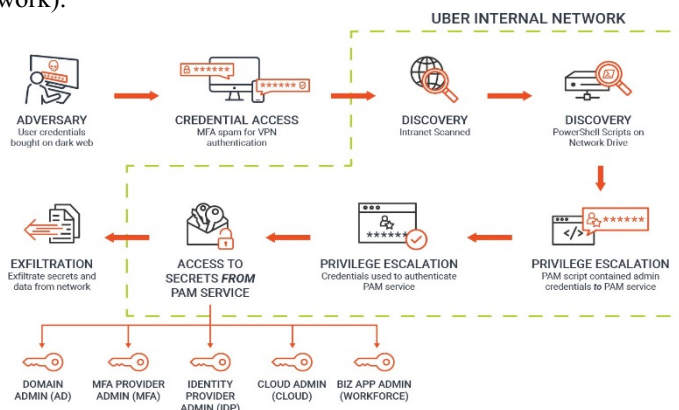 work).
UBER INTERNAL NETWORK
ADVERSARY
User credentials
bought on dark web
CREDENTIAL ACCESS
MFA spam for VPN
authentication
DISCOVERY
Intranet Scanned
DISCOVERY
PowerShell Scripts on
Network Drive
EXFILTRATION
Exfiltrate secrets and
data from network
ACCESS TO
SECRETS FROM
PAM SERVICE
PRIVILEGE ESCALATION
Credentials used to authenticate
PAM service
PRIVILEGE ESCALATION
PAM script contained admin
credentials to PAM service
DOMAIN
ADMIN (AD)
MFA PROVIDER
ADMIN (MFA)
IDENTITY
PROVIDER
ADMIN (IDP)
CLOUD ADMIN
(CLOUD)
BIZ APP ADMIN
(WORKFORCE)